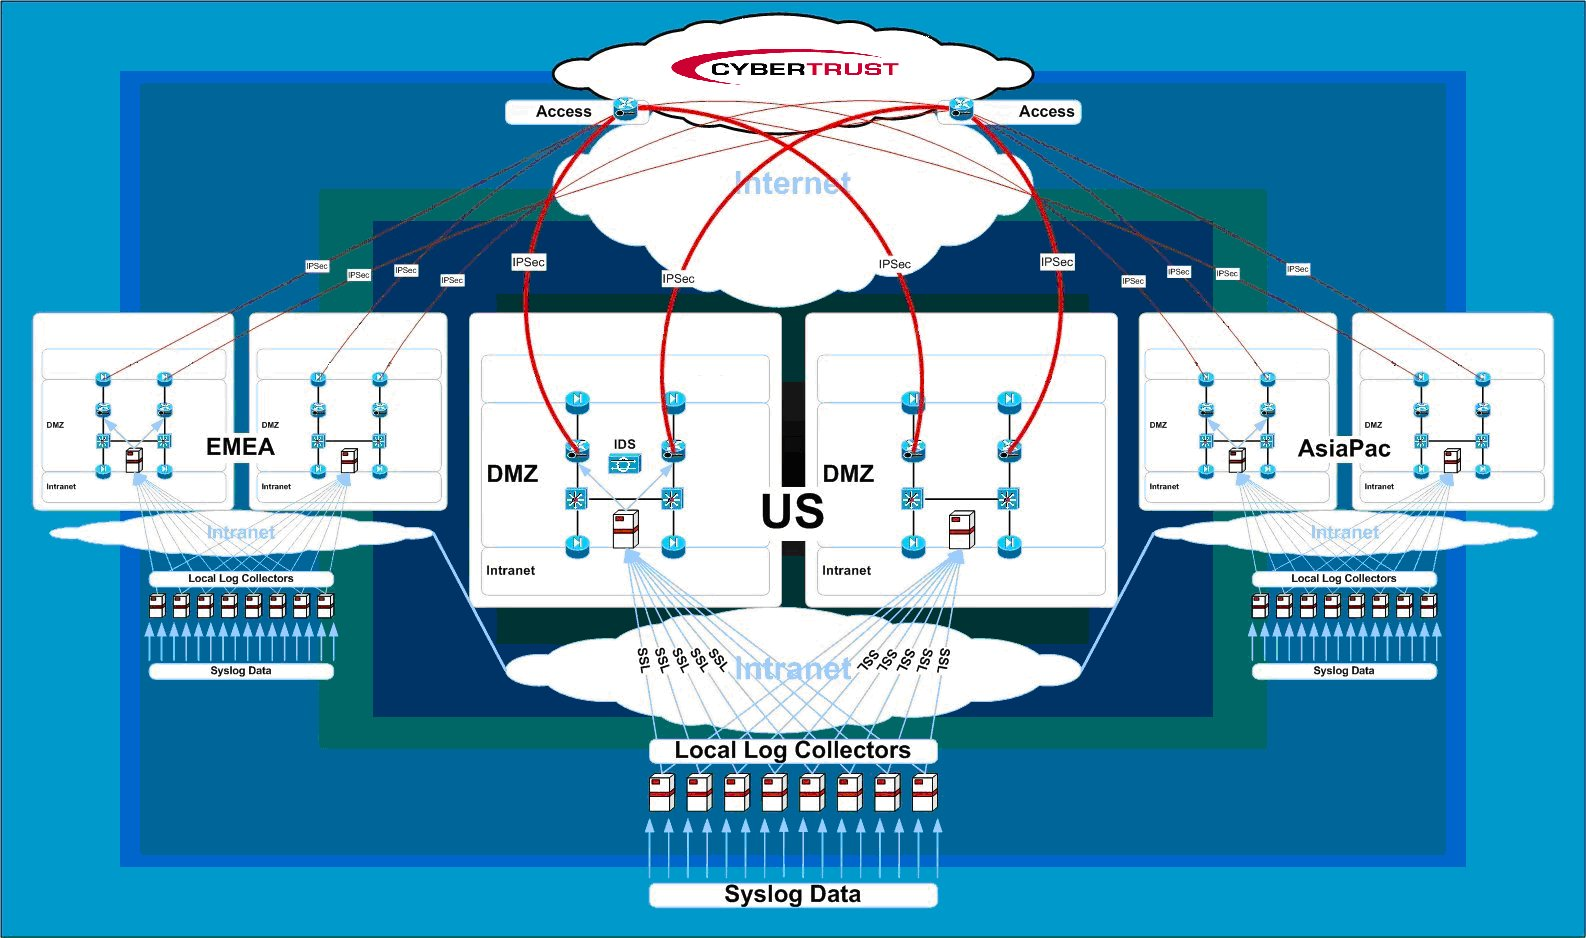 CYBERTRUST
Access
Access
Internet
IPSec
IPSec
IPSec
IPSec
IPSec
IPSec
IPSec
IPSec
IPSec
IPSec
IPSec
IPSec
DMZ
DMZ
EMEA
Intranet
Intranet
IDS
DMZ
DMZ
US
Intranet
Intranet
DMZ
DMZ
AsiaPac
Intranet
Intranet
Intranet
Local Log Collectors
Syslog Data
Intranet
Local Log Collectors
Syslog Data
SSL
SSL
SSL
SSL
SSL
Intranet
SSL
SSL
SSL
SSL
SSL
Local Log Collectors
Syslog Data